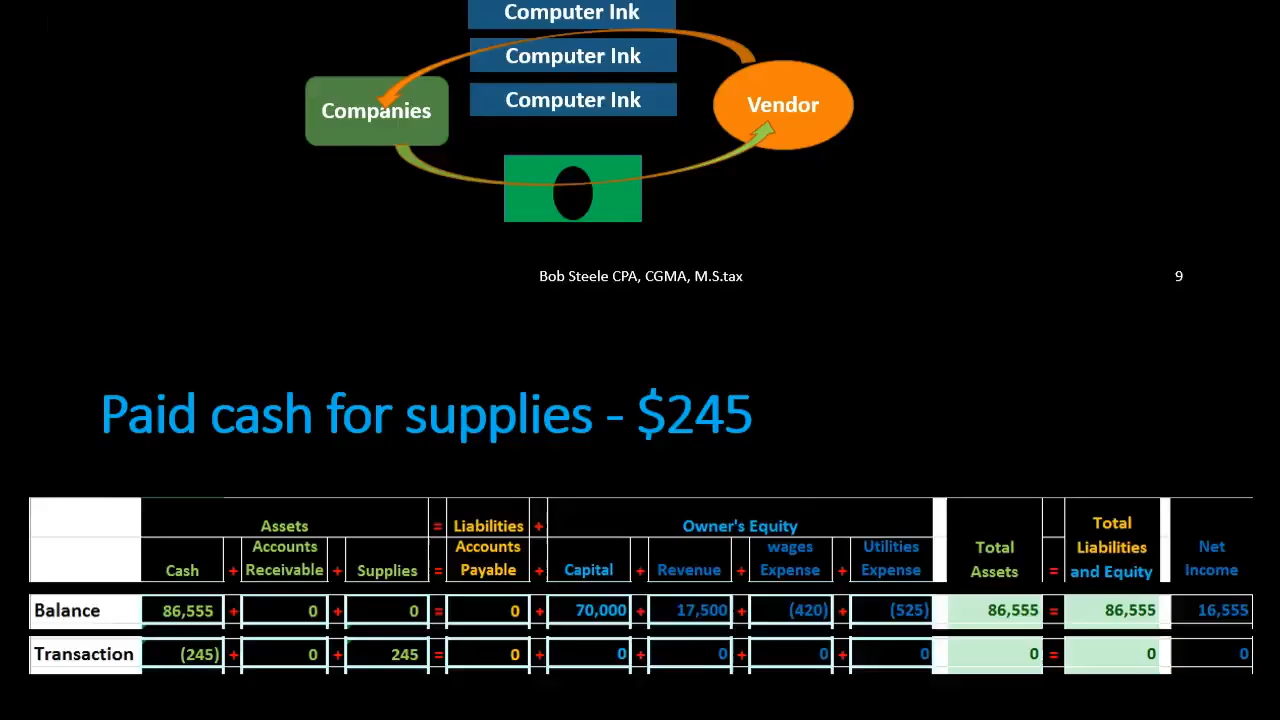 Computer Ink
Computer Ink
Computer Ink
Companies
Vendor
Bob Steele CPA, CGMA, M.S.tax
9
Paid cash for supplies - $245
Assets = Liabilities + Owner's Equity
Cash + Accounts Receivable + Supplies = Accounts Payable + Capital + Revenue + wages Expense + Utilities Expense Total Assets = Total Liabilities and Equity Net Income
Balance 86,555 + 0 + 0 = 0 + 70,000 + 17,500 + (420) + (525) 86,555 = 86,555 16,555
Transaction (245) + 0 + 245 = 0 + 0 + 0 + 0 + 0 0 = 0 0